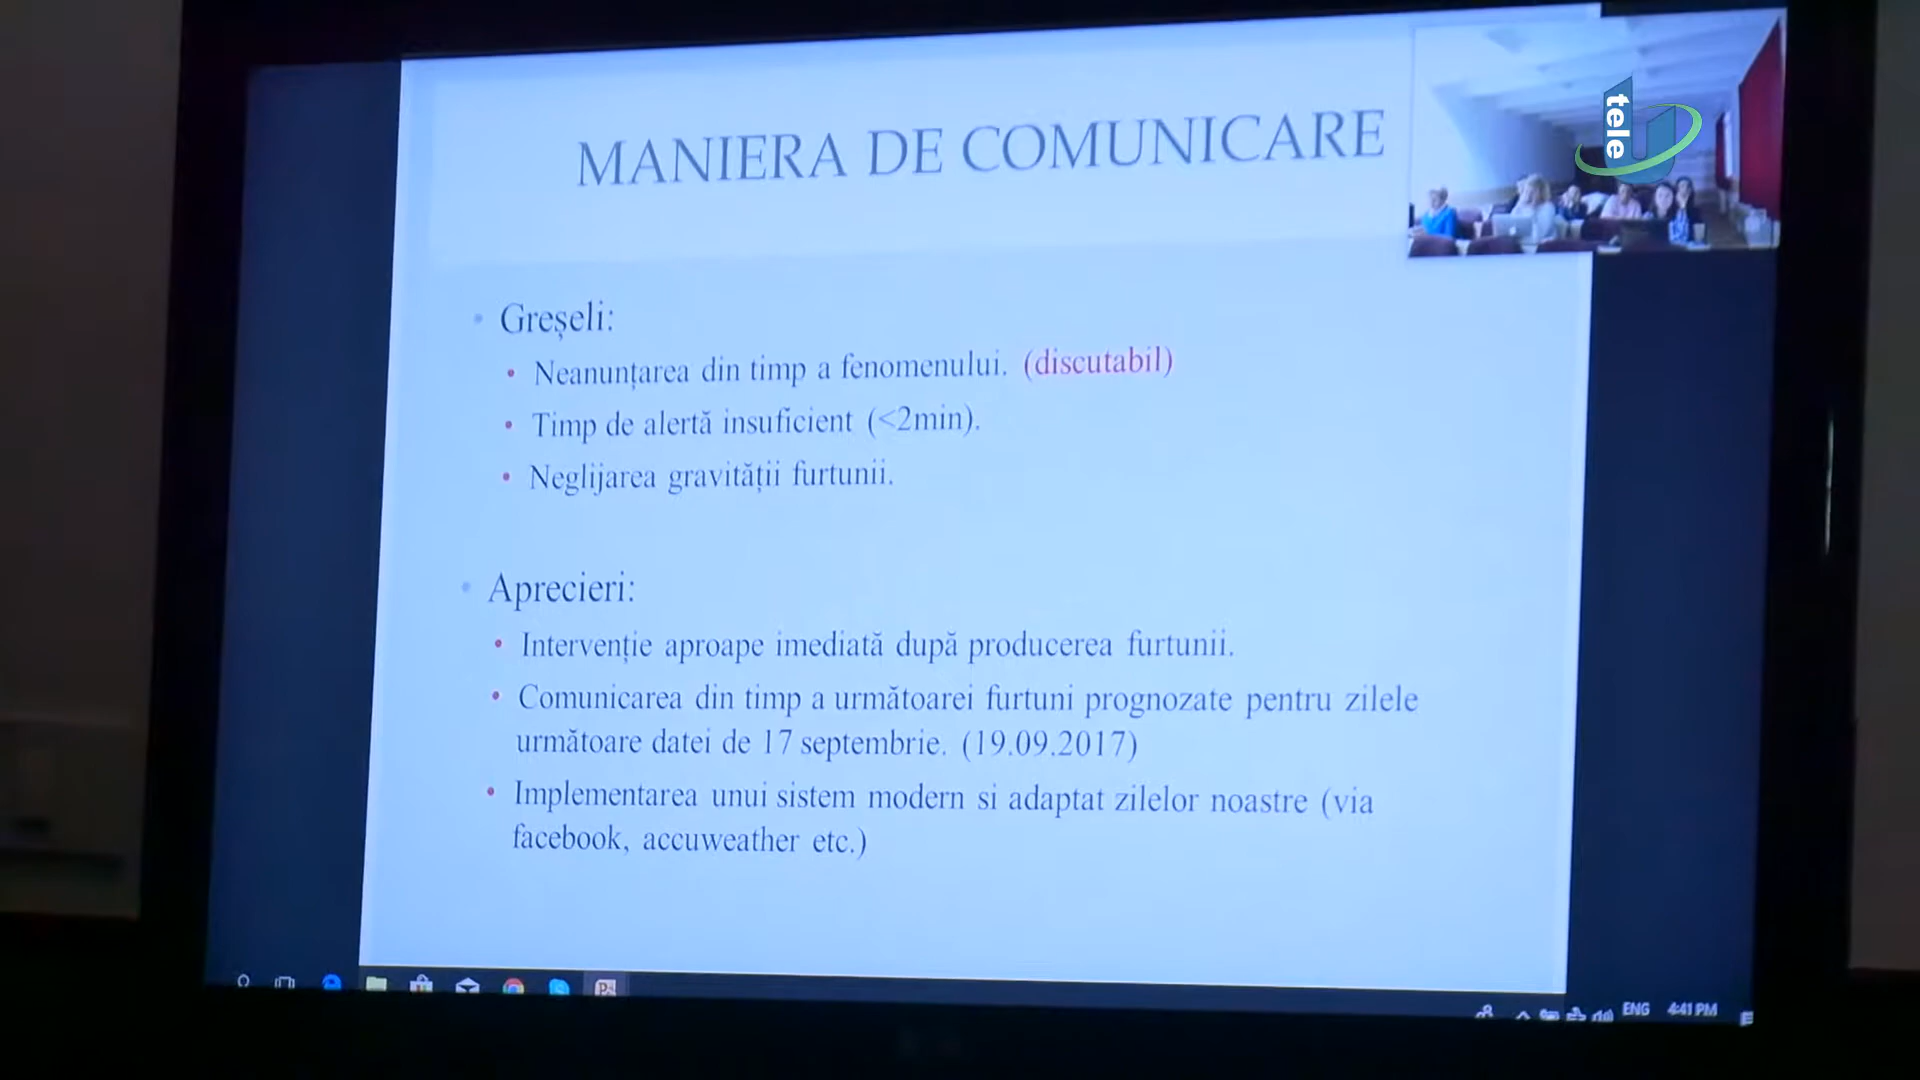 MANIERA DE COMUNICARE
tele U
Greșeli:
Neanunțarea din timp a fenomenului. (discutabil)
Timp de alertă insuficient (<2min).
Neglijarea gravității furtunii.
Aprecieri:
Intervenție aproape imediată după producerea furtunii.
Comunicarea din timp a următoarei furtuni prognozate pentru zilele
următoare datei de 17 septembrie. (19.09.2017)
Implementarea unui sistem modern si adaptat zilelor noastre (via
facebook, accuweather etc.)
ENG 4:41 PM